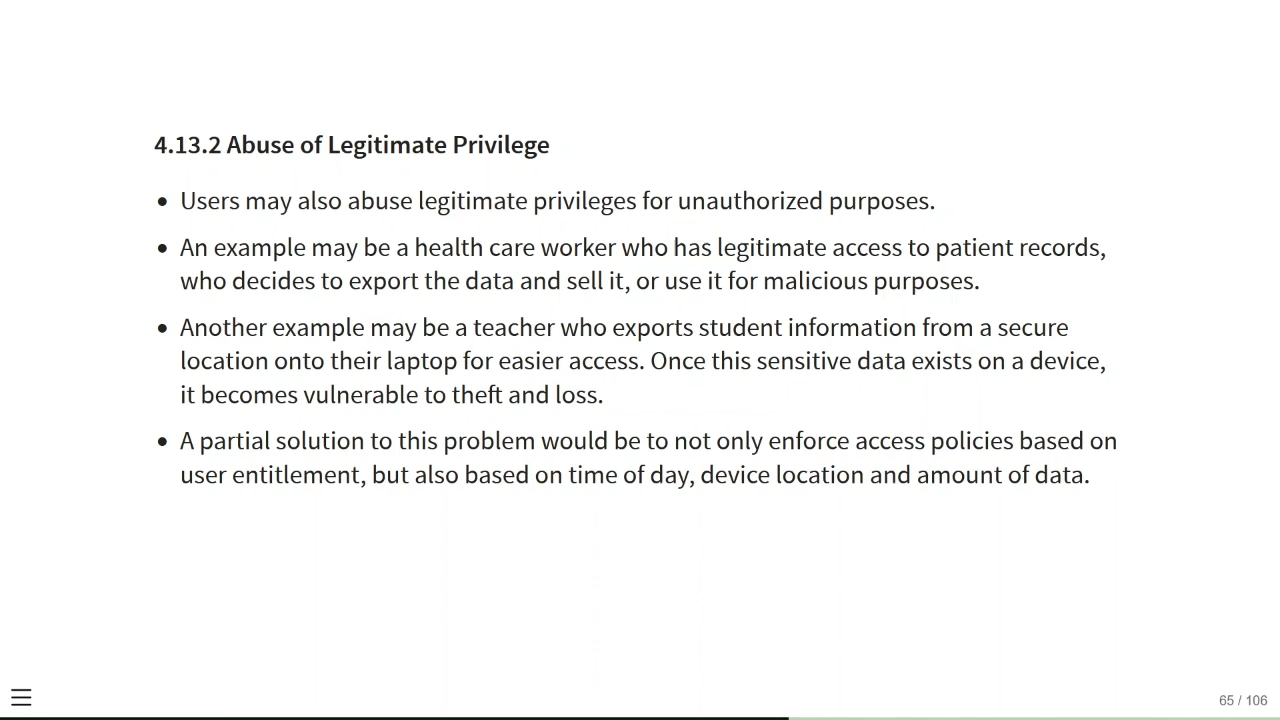 4.13.2 Abuse of Legitimate Privilege
• Users may also abuse legitimate privileges for unauthorized purposes.
• An example may be a health care worker who has legitimate access to patient records,
who decides to export the data and sell it, or use it for malicious purposes.
• Another example may be a teacher who exports student information from a secure
location onto their laptop for easier access. Once this sensitive data exists on a device,
it becomes vulnerable to theft and loss.
• A partial solution to this problem would be to not only enforce access policies based on
user entitlement, but also based on time of day, device location and amount of data.
65 / 106